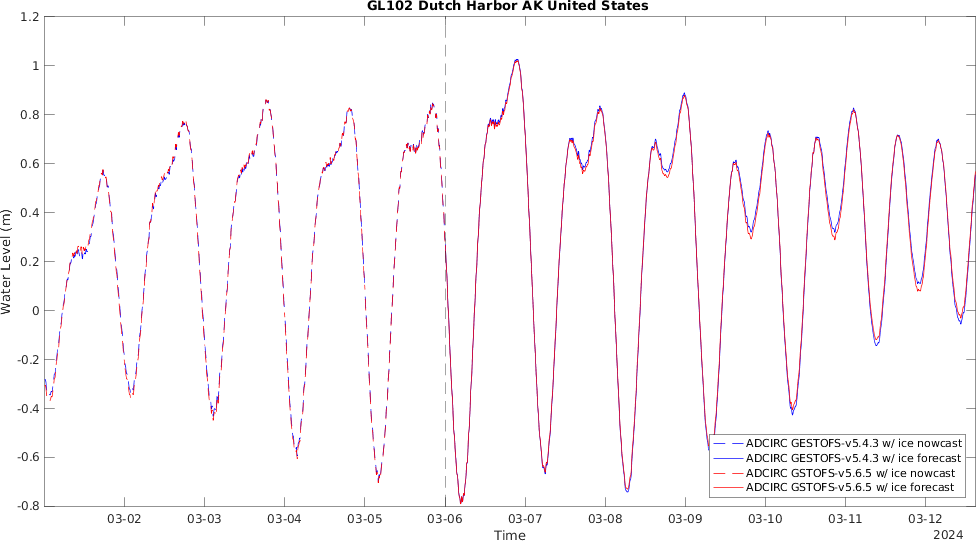 GL102 Dutch Harbor AK United States
1.2
1
0.8
0.6
0.4
0.2
0
-0.2
-0.4
-0.6
-0.8
Water Level (m)
ADCIRC GESTOFS-v5.4.3 w/ ice nowcast
ADCIRC GESTOFS-v5.4.3 w/ ice forecast
ADCIRC GSTOFS-v5.6.5 w/ ice nowcast
ADCIRC GSTOFS-v5.6.5 w/ ice forecast
03-02 03-03 03-04 03-05 03-06 03-07 03-08 03-09 03-10 03-11 03-12
Time
2024